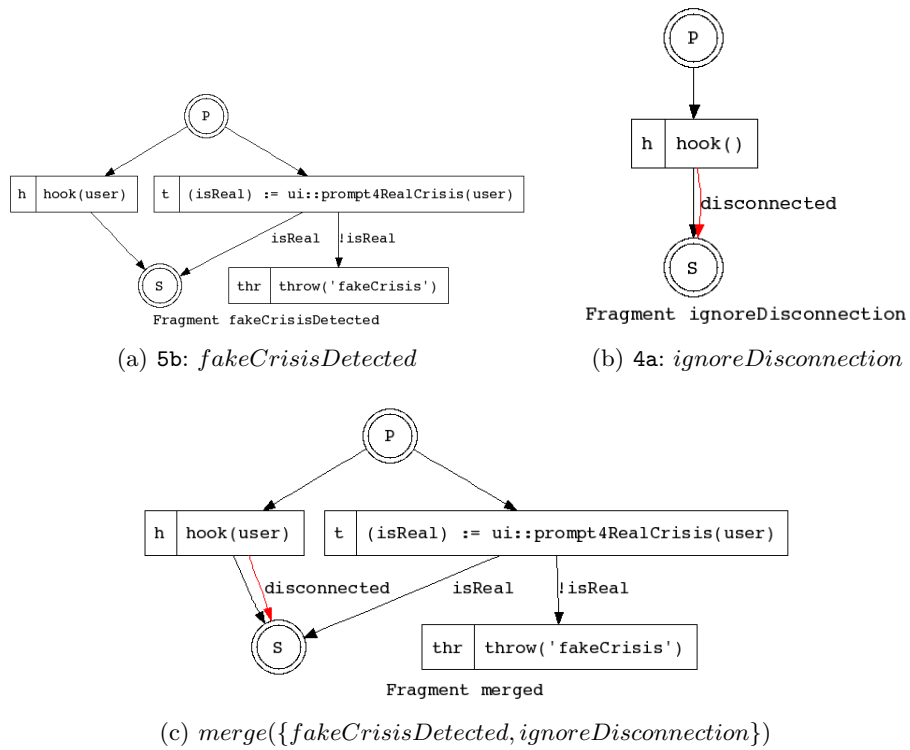 P
h hook(user)
t (isReal) := ui::prompt4RealCrisis(user)
isReal
!isReal
S
thr throw('fakeCrisis')
Fragment fakeCrisisDetected
(a) 5b: fakeCrisisDetected
P
h hook()
disconnected
S
Fragment ignoreDisconnection
(b) 4a: ignoreDisconnection
P
h hook(user)
t (isReal) := ui::prompt4RealCrisis(user)
disconnected
isReal
!isReal
S
thr throw('fakeCrisis')
Fragment merged
(c) merge({fakeCrisisDetected, ignoreDisconnection})